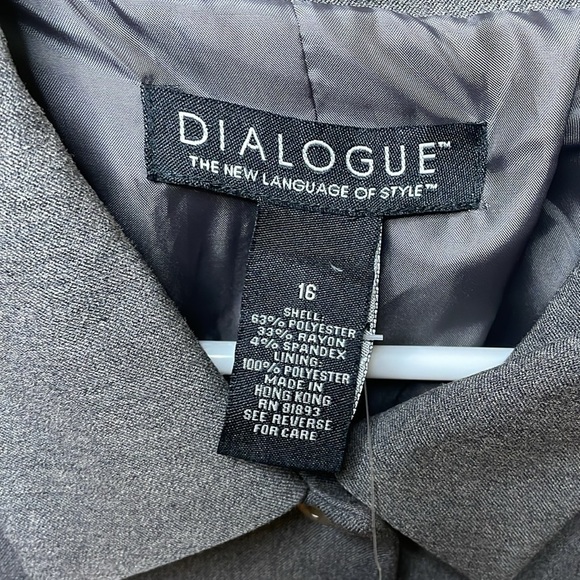 DIALOGUE™
THE NEW LANGUAGE OF STYLE™
16
SHELL:
63% POLYESTER
33% RAYON
4% SPANDEX
LINING:
100% POLYESTER
MADE IN
HONG KONG
RN 81893
SEE REVERSE
FOR CARE